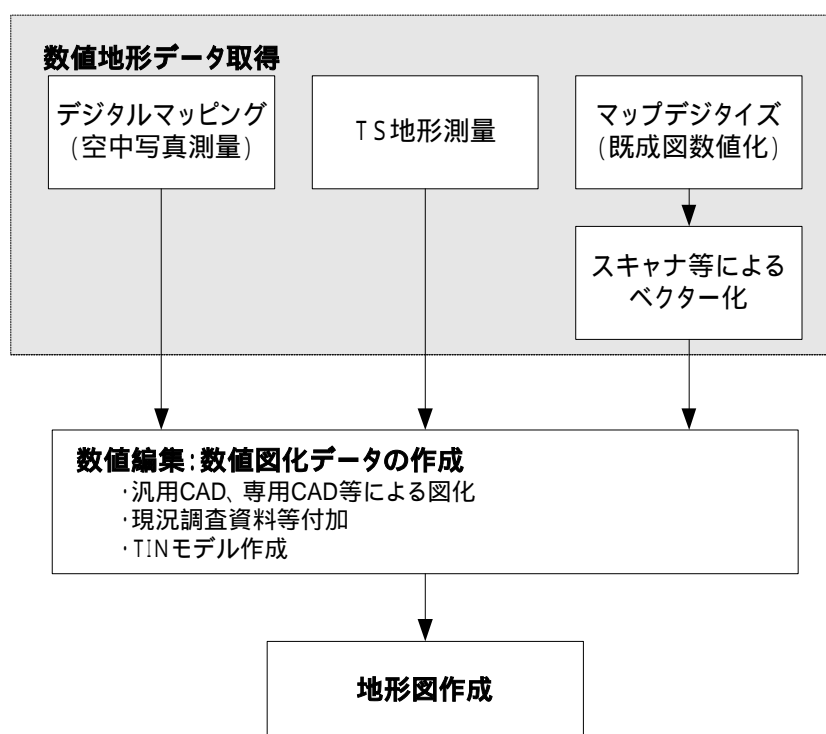 数値地形データ取得
デジタルマッピング
(空中写真測量)
TS地形測量
マップデジタイズ
(既成図数値化)
スキャナ等による
ベクター化
数値編集:数値図化データの作成
・汎用CAD、専用CAD等による図化
・現況調査資料等付加
・TINモデル作成
地形図作成